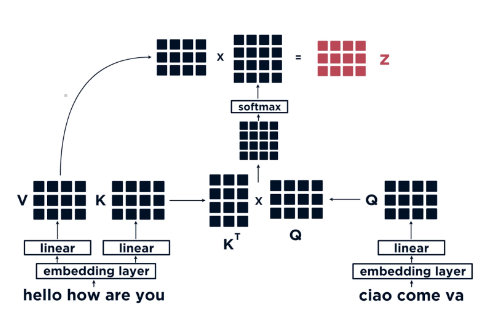 x = Z
softmax
V K K^T x Q Q
linear linear linear
embedding layer embedding layer
hello how are you ciao come va